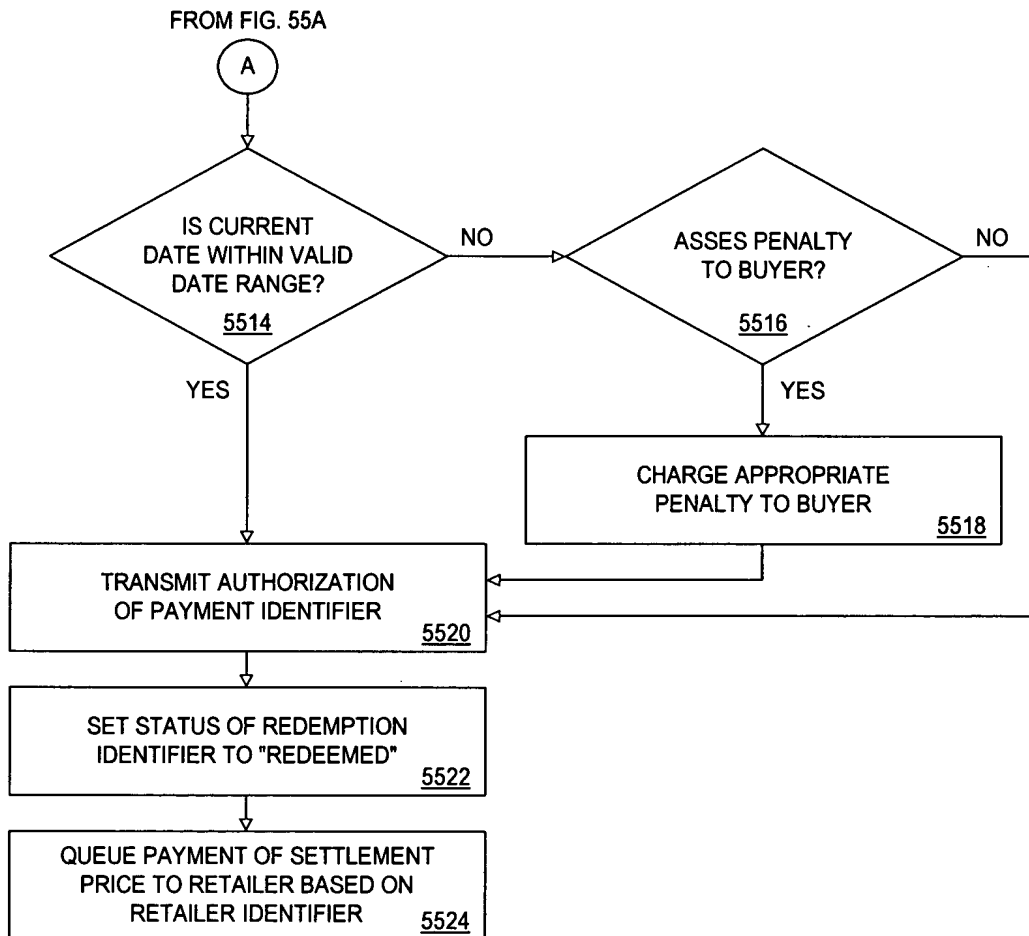 FROM FIG. 55A
A
IS CURRENT
DATE WITHIN VALID
DATE RANGE?
5514
NO
YES
ASSES PENALTY
TO BUYER?
5516
NO
YES
CHARGE APPROPRIATE
PENALTY TO BUYER
5518
TRANSMIT AUTHORIZATION
OF PAYMENT IDENTIFIER
5520
SET STATUS OF REDEMPTION
IDENTIFIER TO "REDEEMED"
5522
QUEUE PAYMENT OF SETTLEMENT
PRICE TO RETAILER BASED ON
RETAILER IDENTIFIER
5524